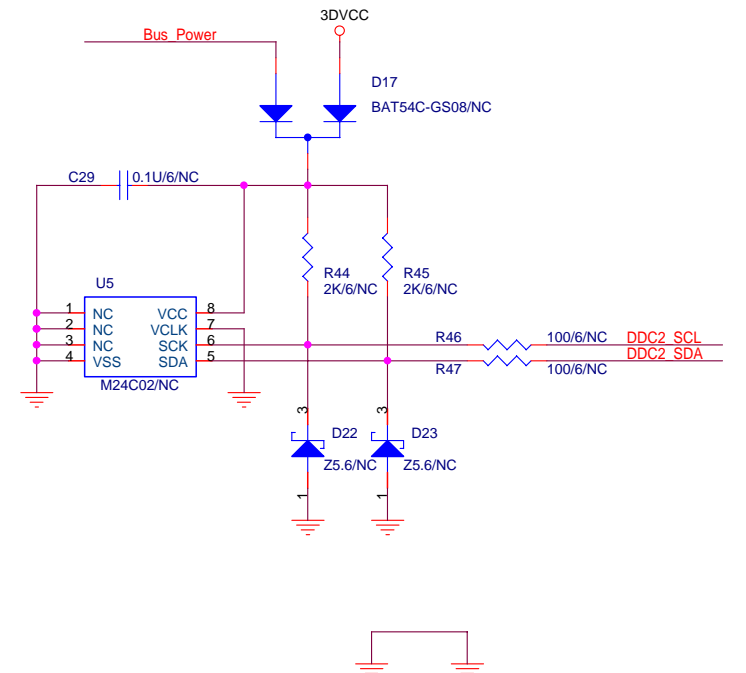 3DVCC
Bus_Power
D17
BAT54C-GS08/NC
C29 0.1U/6/NC
R44 R45
2K/6/NC 2K/6/NC
U5
1 NC VCC 8
2 NC VCLK 7
3 NC SCK 6
4 VSS SDA 5
M24C02/NC
R46 100/6/NC DDC2_SCL
DDC2_SDA
R47 100/6/NC
3 3
D22 D23
Z5.6/NC Z5.6/NC
1 1